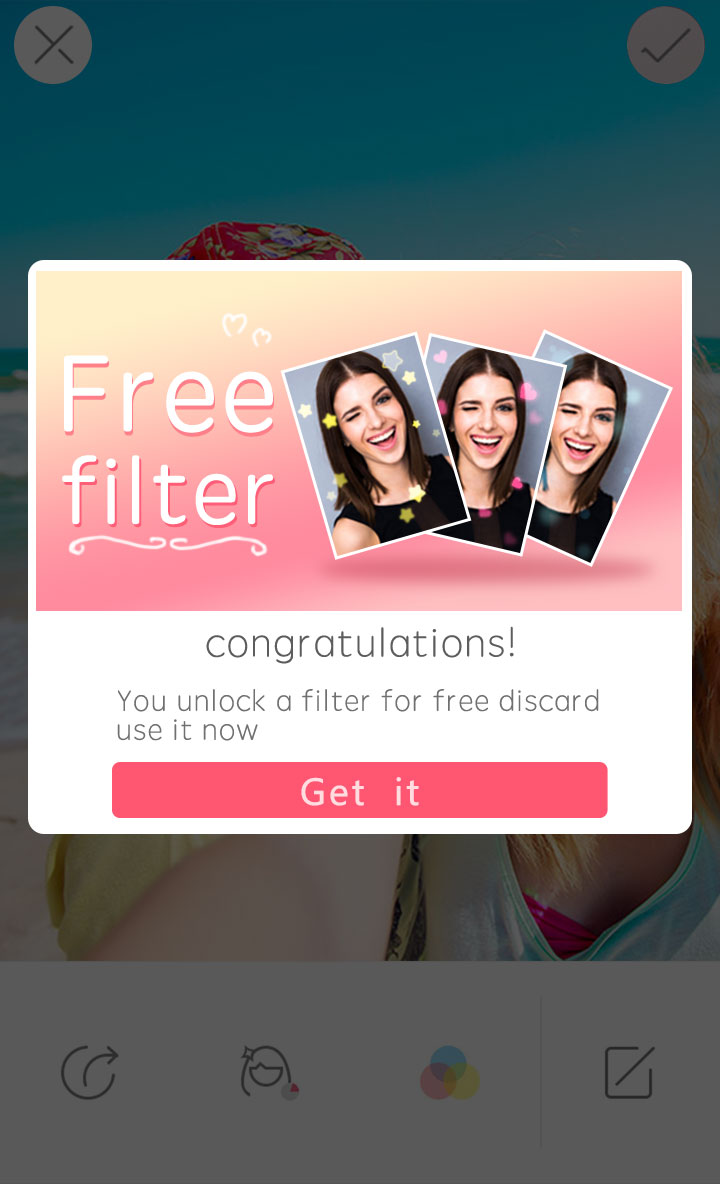 Free
filter
congratulations!
You unlock a filter for free discard
use it now
Get it